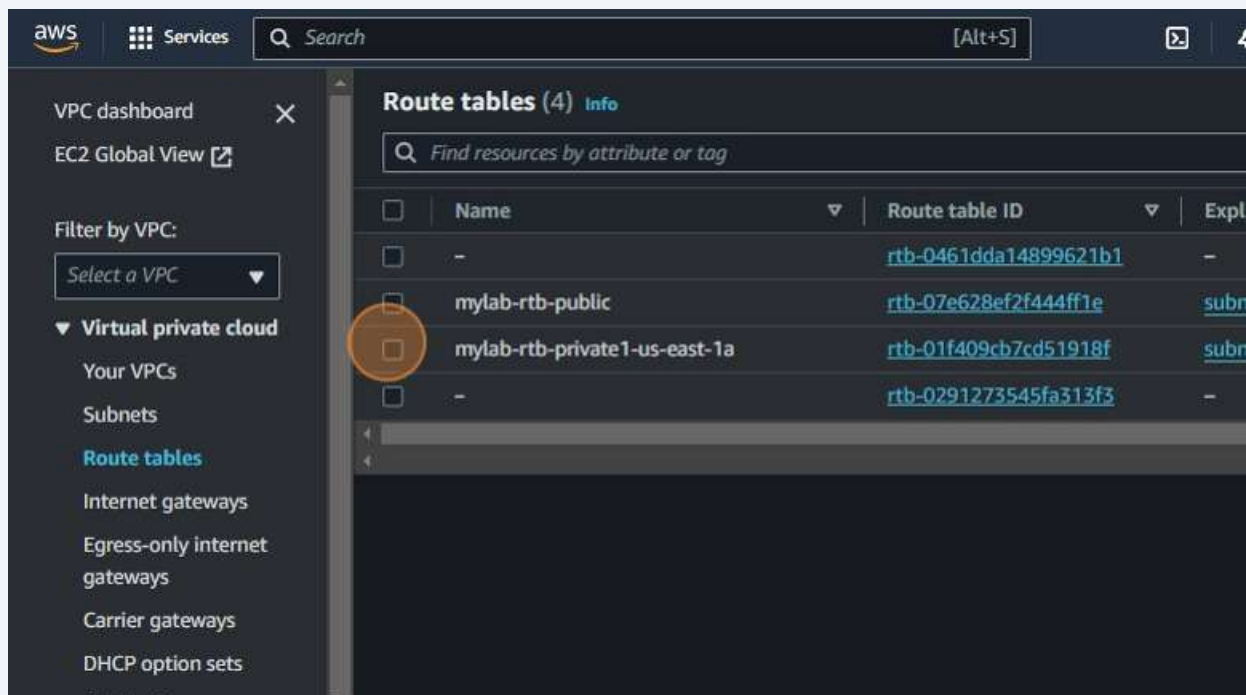 aws
Services
Search
[Alt+S]
VPC dashboard
EC2 Global View
Filter by VPC:
Select a VPC
Virtual private cloud
Your VPCs
Subnets
Route tables
Internet gateways
Egress-only internet
gateways
Carrier gateways
DHCP option sets
Route tables (4) Info
Find resources by attribute or tag
Name Route table ID Expl
– rtb-0461dda14899621b1 –
mylab-rtb-public rtb-07e628ef2f444ff1e subn
mylab-rtb-private1-us-east-1a rtb-01f409cb7cd51918f subn
– rtb-0291273545fa313f3 –